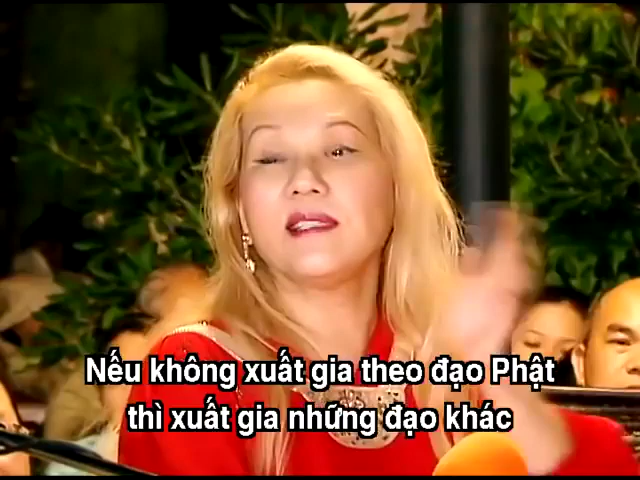 Nếu không xuất gia theo đạo Phật
thì xuất gia những đạo khác